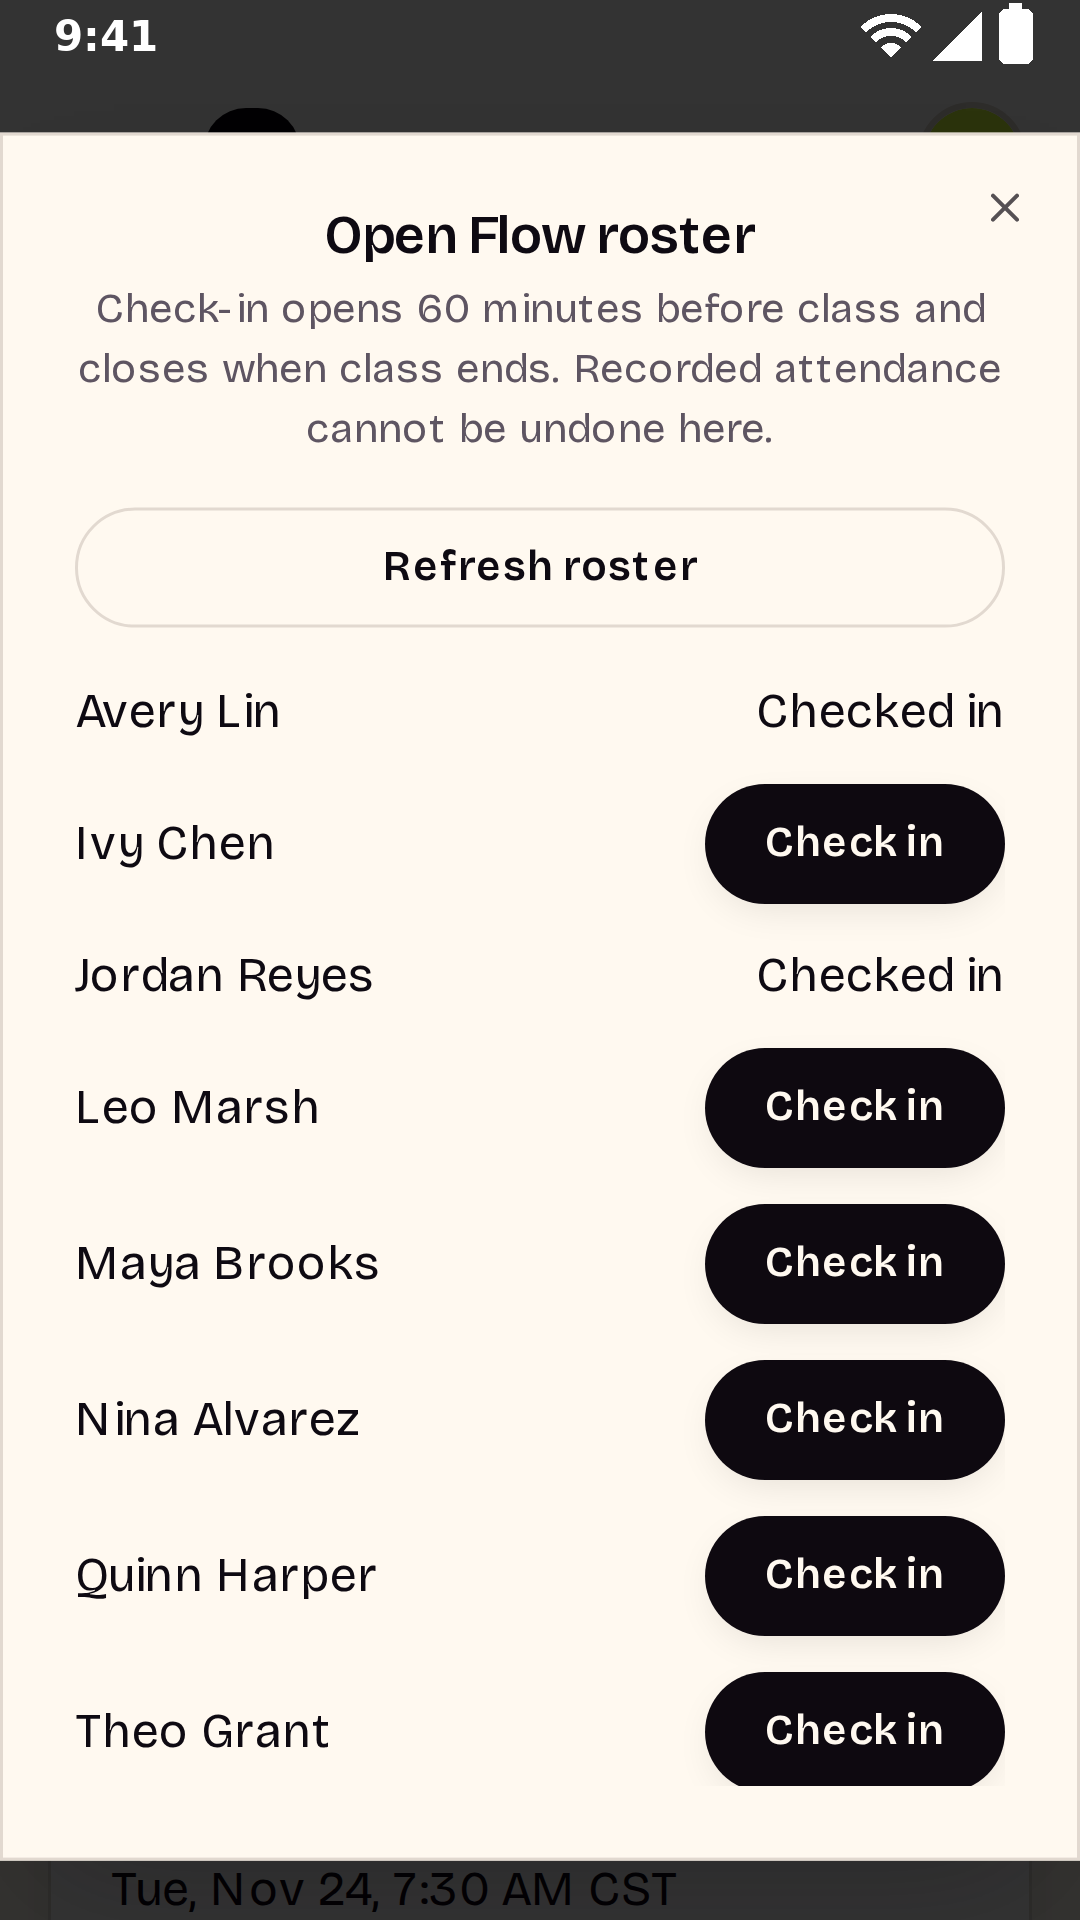 9:41
Open Flow roster
Check-in opens 60 minutes before class and
closes when class ends. Recorded attendance
cannot be undone here.
Refresh roster
Avery Lin Checked in
Ivy Chen Check in
Jordan Reyes Checked in
Leo Marsh Check in
Maya Brooks Check in
Nina Alvarez Check in
Quinn Harper Check in
Theo Grant Check in
Tue, Nov 24, 7:30 AM CST